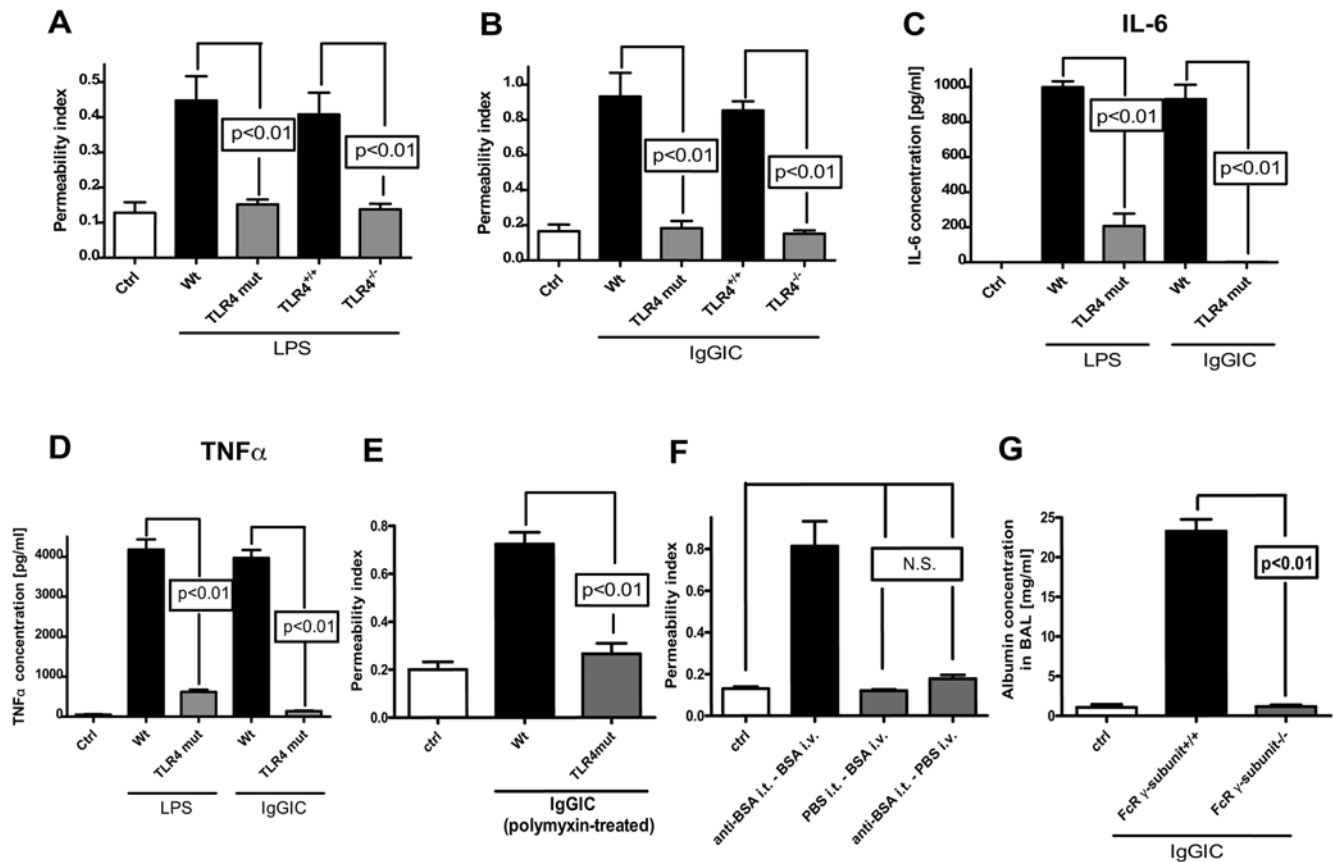 A
Permeability index
0.5
0.4
0.3
0.2
0.1
0.0
p<0.01
p<0.01
Ctrl
Wt
TLR4 mut
TLR4+/+
TLR4-/-
LPS
B
Permeability index
1.0
0.8
0.6
0.4
0.2
0.0
p<0.01
p<0.01
Ctrl
Wt
TLR4 mut
TLR4+/+
TLR4-/-
IgGIC
C
IL-6
IL-6 concentration [pg/ml]
1000
800
600
400
200
0
p<0.01
p<0.01
Ctrl
Wt
TLR4 mut
Wt
TLR4 mut
LPS
IgGIC
D
TNFα
TNFα concentration [pg/ml]
4000
3000
2000
1000
0
p<0.01
p<0.01
Ctrl
Wt
TLR4 mut
Wt
TLR4 mut
LPS
IgGIC
E
Permeability index
0.8
0.6
0.4
0.2
0.0
p<0.01
ctrl
Wt
TLR4mut
IgGIC
(polymyxin-treated)
F
Permeability index
0.8
0.6
0.4
0.2
0.0
N.S.
ctrl
anti-BSA i.t. - BSA i.v.
PBS i.t. - BSA i.v.
anti-BSA i.t. - PBS i.v.
G
Albumin concentration
in BAL [mg/ml]
25
20
15
10
5
0
p<0.01
ctrl
FcR γ-subunit+/+
FcR γ-subunit-/-
IgGIC